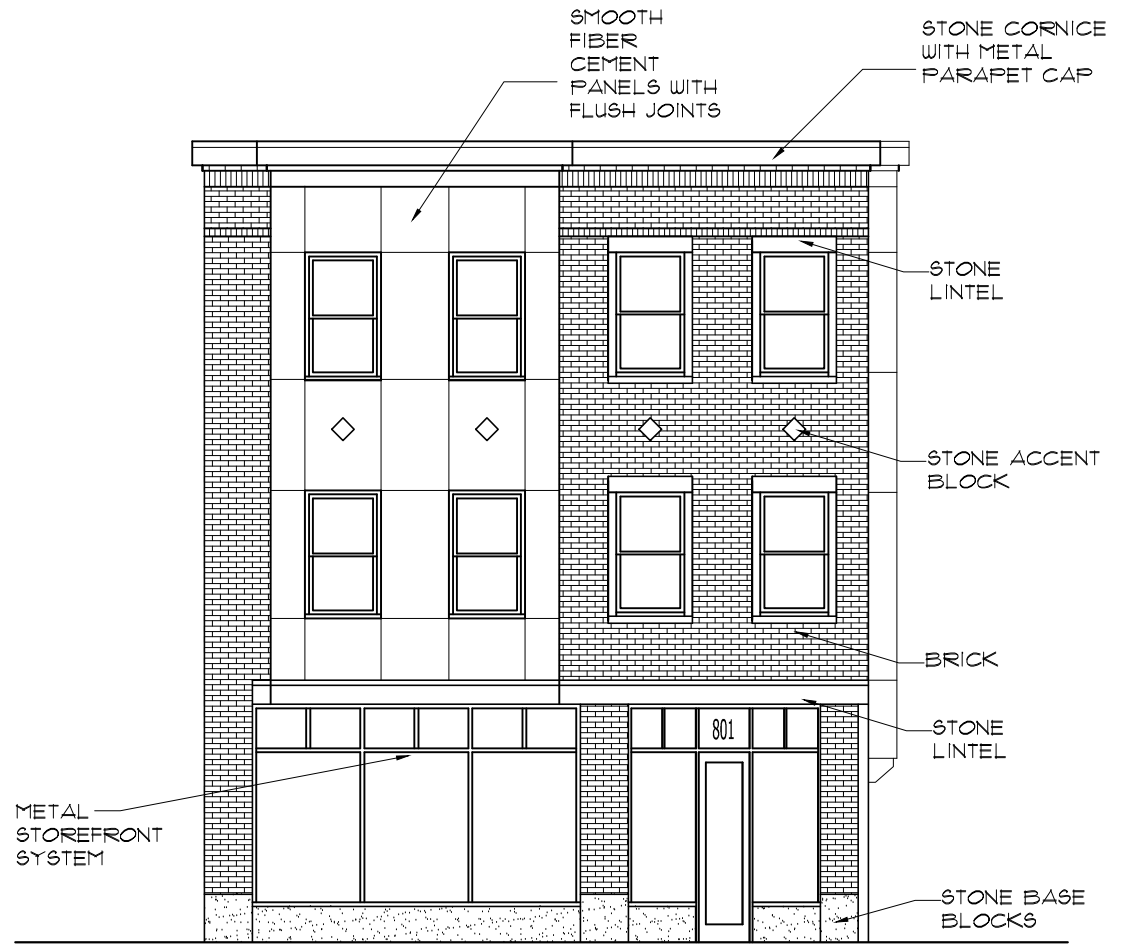 SMOOTH
FIBER
CEMENT
PANELS WITH
FLUSH JOINTS
STONE CORNICE
WITH METAL
PARAPET CAP
STONE
LINTEL
STONE ACCENT
BLOCK
BRICK
STONE
LINTEL
801
METAL
STOREFRONT
SYSTEM
STONE BASE
BLOCKS